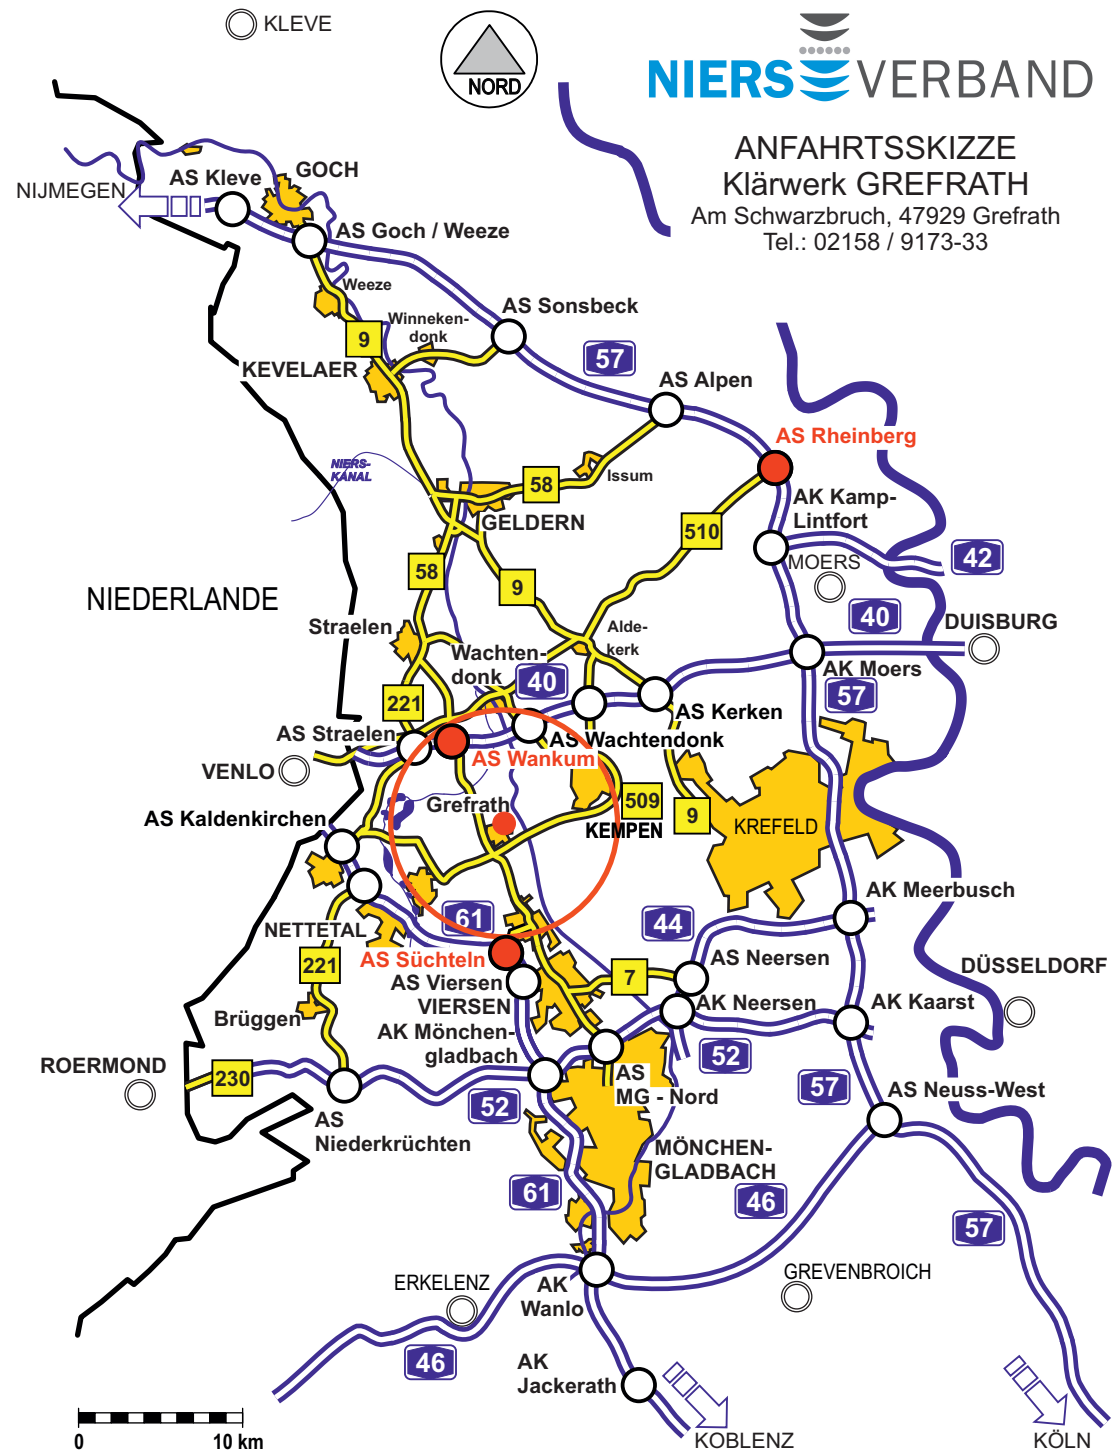 KLEVE
NORD
NIERS VERBAND
ANFAHRTSSKIZZE
Klärwerk GREFRATH
Am Schwarzbruch, 47929 Grefrath
Tel.: 02158 / 9173-33
NIJMEGEN
AS Kleve
GOCH
AS Goch / Weeze
Weeze
AS Sonsbeck
Winneken-
donk
9
57
KEVELAER
AS Alpen
AS Rheinberg
NIERS-
KANAL
58
Issum
AK Kamp-
Lintfort
GELDERN
510
42
MOERS
58
9
NIEDERLANDE
40
DUISBURG
Straelen
Alde-
kerk
Wachten-
donk
40
AK Moers
57
221
AS Kerken
AS Straelen
AS Wachtendonk
AS Wankum
VENLO
Grefrath
509
9
AS Kaldenkirchen
KEMPEN
KREFELD
AK Meerbusch
61
44
NETTETAL
AS Süchteln
AS Neersen
221
7
DÜSSELDORF
AS Viersen
VIERSEN
AK Neersen
AK Kaarst
Brüggen
AK Mönchen-
gladbach
52
ROERMOND
230
AS
MG - Nord
57
AS Neuss-West
52
AS
Niederkrüchten
MÖNCHEN-
GLADBACH
61
46
57
ERKELENZ
AK
Wanlo
GREVENBROICH
46
AK
Jackerath
0 10 km
KOBLENZ
KÖLN